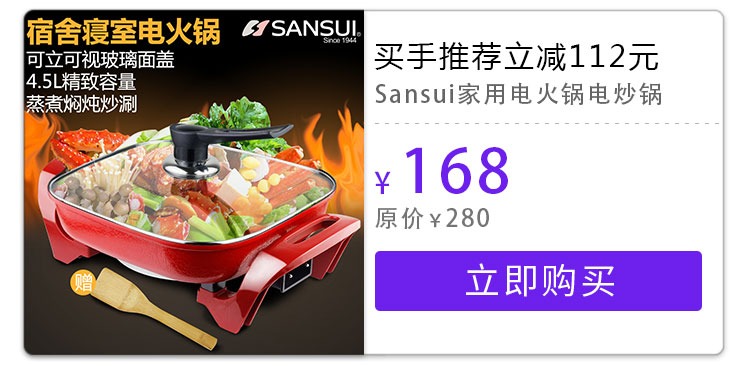 宿舍寝室电火锅
SANSUI®
Since 1944
可立可视玻璃面盖
4.5L精致容量
蒸煮焖炖炒涮
赠
买手推荐立减112元
Sansui家用电火锅电炒锅
¥168
原价¥280
立即购买